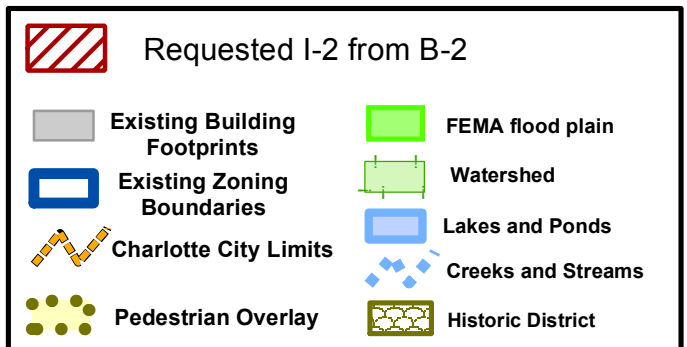 Requested I-2 from B-2
Existing Building
Footprints
Existing Zoning
Boundaries
Charlotte City Limits
Pedestrian Overlay
FEMA flood plain
Watershed
Lakes and Ponds
Creeks and Streams
Historic District